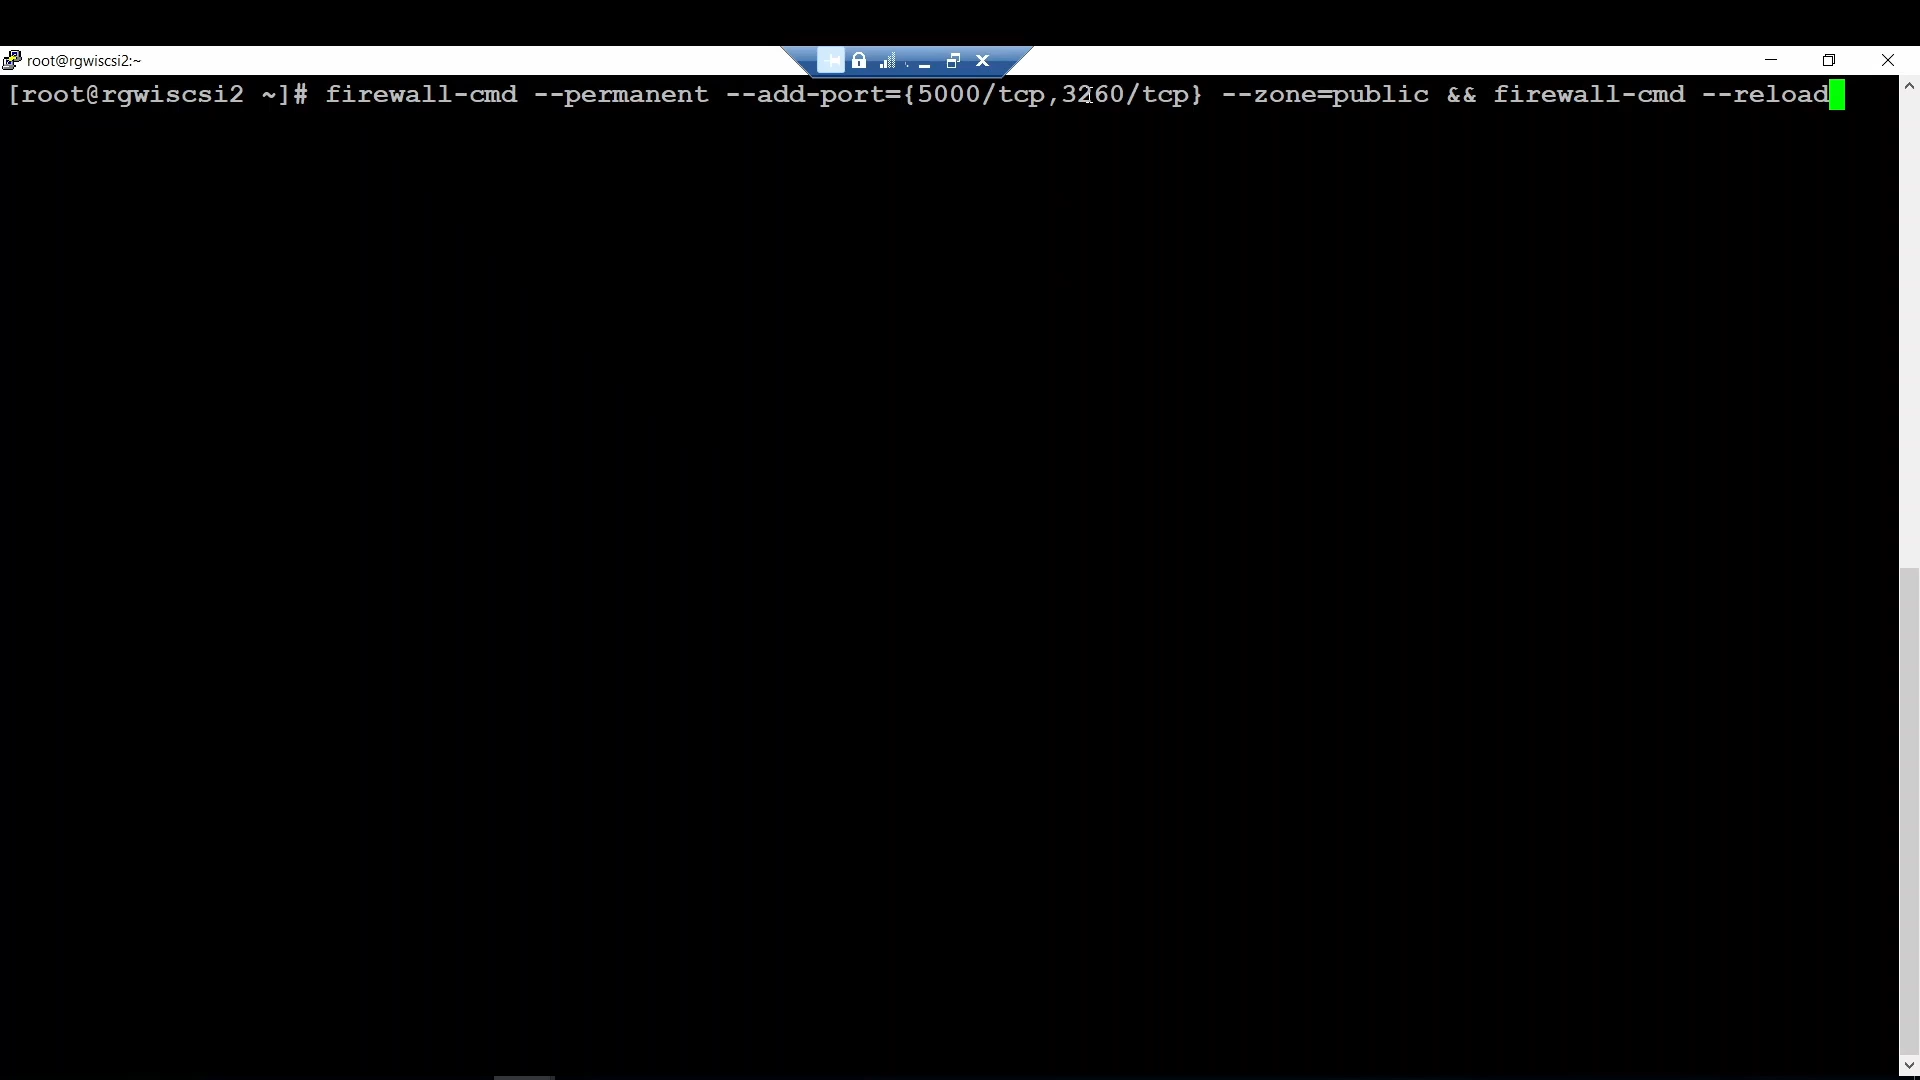 root@rgwiscsi2:~
[root@rgwiscsi2 ~]# firewall-cmd --permanent --add-port={5000/tcp,3260/tcp} --zone=public && firewall-cmd --reload